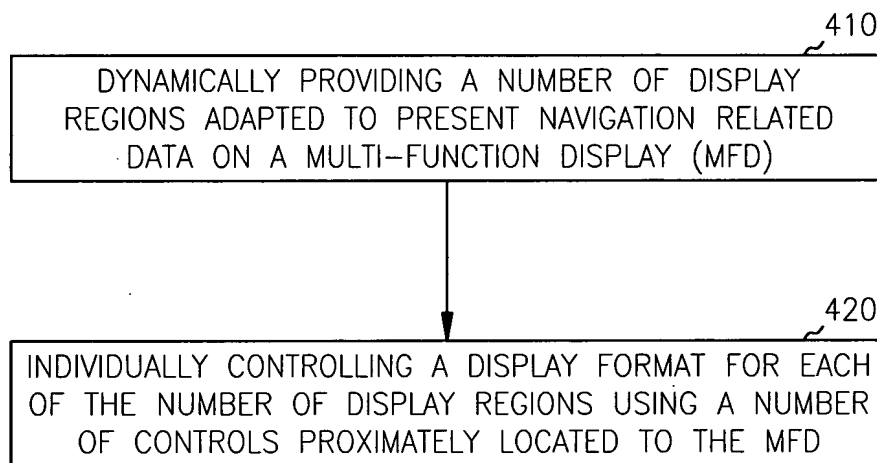 410
DYNAMICALLY PROVIDING A NUMBER OF DISPLAY
REGIONS ADAPTED TO PRESENT NAVIGATION RELATED
DATA ON A MULTI-FUNCTION DISPLAY (MFD)
420
INDIVIDUALLY CONTROLLING A DISPLAY FORMAT FOR EACH
OF THE NUMBER OF DISPLAY REGIONS USING A NUMBER
OF CONTROLS PROXIMATELY LOCATED TO THE MFD